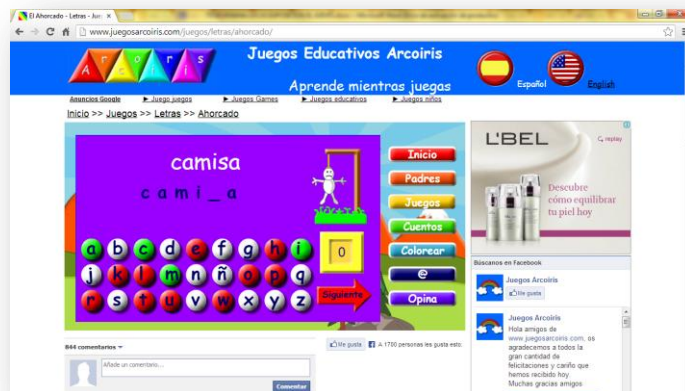 El Ahorcado - Letras - Jue
www.juegosarcoiris.com/juegos/letras/ahorcado/
Arco
iris
Juegos Educativos Arcoiris
Aprende mientras juegas
Español
English
Anuncios Google
Juego juegos
Juegos Games
Juegos educativos
Juegos niños
Inicio >> Juegos >> Letras >> Ahorcado
camisa
c a m i _ a
a b c d e f g h i
j k l m n ñ o p q
r s t u v w x y z
0
Siguiente
Inicio
Padres
Juegos
Cuentos
Colorear
@
Opina
L'BEL
replay
Descubre
cómo equilibrar
tu piel hoy
Búscanos en Facebook
Juegos Arcoiris
Me gusta
Juegos Arcoiris
Hola amigos de
www.juegosarcoiris.com, os
agradecemos a todos la
gran cantidad de
felicitaciones y cariño que
hemos recibido hoy.
Muchas gracias amigos
844 comentarios
Me gusta
A 1700 personas les gusta esto.
Añade un comentario...
Comentar